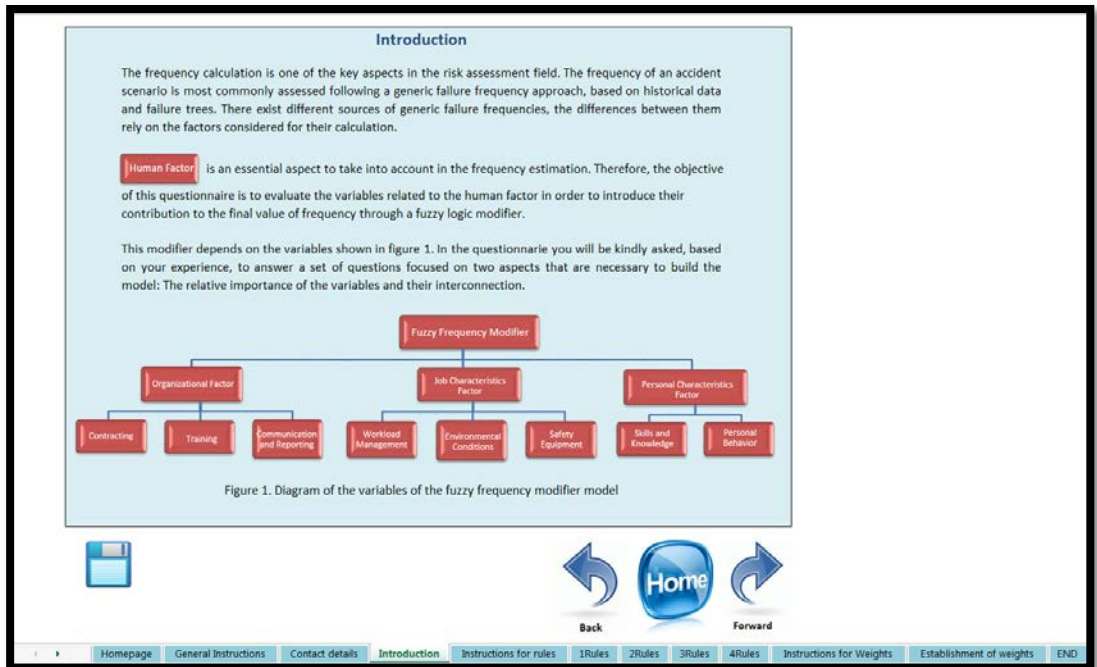 Introduction
The frequency calculation is one of the key aspects in the risk assessment field. The frequency of an accident
scenario is most commonly assessed following a generic failure frequency approach, based on historical data
and failure trees. There exist different sources of generic failure frequencies, the differences between them
rely on the factors considered for their calculation.
Human Factor is an essential aspect to take into account in the frequency estimation. Therefore, the objective
of this questionnaire is to evaluate the variables related to the human factor in order to introduce their
contribution to the final value of frequency through a fuzzy logic modifier.
This modifier depends on the variables shown in figure 1. In the questionnarie you will be kindly asked, based
on your experience, to answer a set of questions focused on two aspects that are necessary to build the
model: The relative importance of the variables and their interconnection.
Fuzzy Frequency Modifier
Organizational Factor
Job Characteristics
Factor
Personal Characteristics
Factor
Contracting
Training
Communication
and Reporting
Workload
Management
Environmental
Conditions
Safety
Equipment
Skills and
Knowledge
Personal
Behavior
Figure 1. Diagram of the variables of the fuzzy frequency modifier model
Home
Back
Forward
Homepage General Instructions Contact details Introduction Instructions for rules 1Rules 2Rules 3Rules 4Rules Instructions for Weights Establishment of weights END